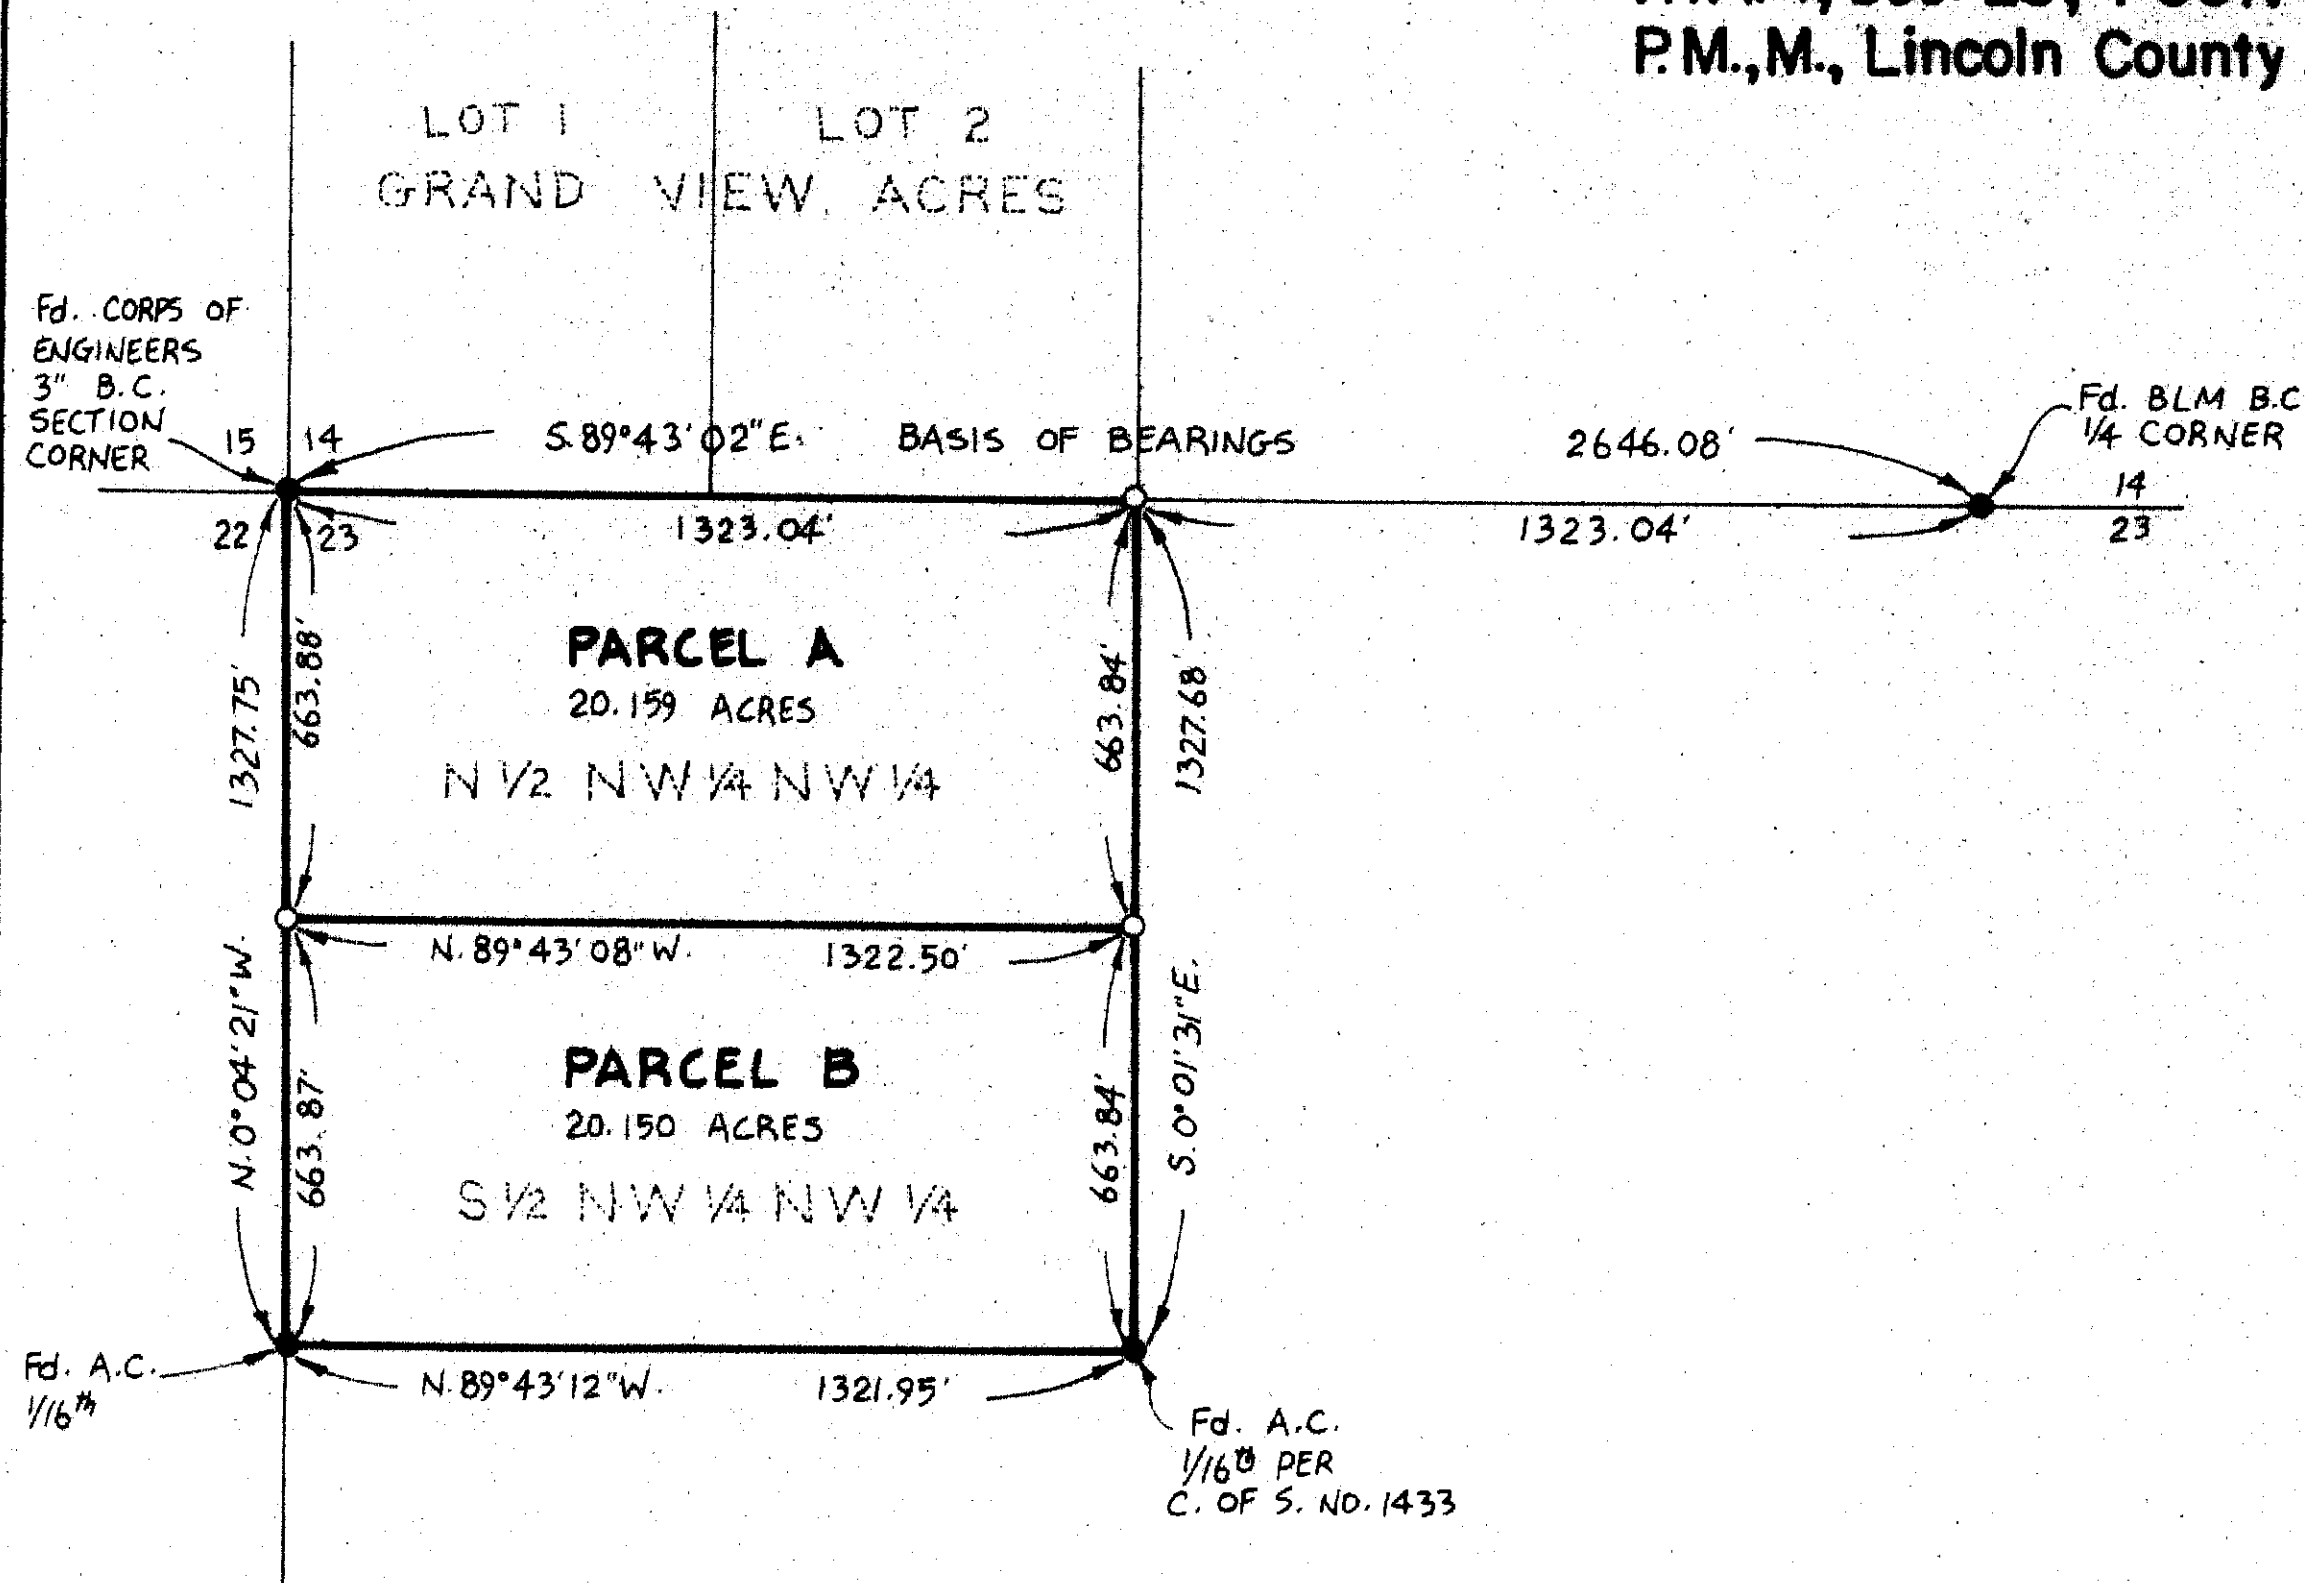 P.M.,M., Lincoln County
LOT 1
LOT 2
GRAND VIEW ACRES
Fd. CORPS OF
ENGINEERS
3" B.C.
SECTION
CORNER
15
14
S.89°43'02"E.
BASIS OF BEARINGS
2646.08'
Fd. BLM B.C
1/4 CORNER
14
23
22
23
1323.04'
1323.04'
1327.75'
663.88'
PARCEL A
20.159 ACRES
N 1/2 NW 1/4 NW 1/4
663.84'
1327.68'
N.89°43'08"W.
1322.50'
N.0°04'21"W.
663.87'
PARCEL B
20.150 ACRES
S 1/2 NW 1/4 NW 1/4
663.84'
S.0°01'31"E.
Fd. A.C.
1/16th
N.89°43'12"W.
1321.95'
Fd. A.C.
1/16th PER
C. OF S. NO. 1433